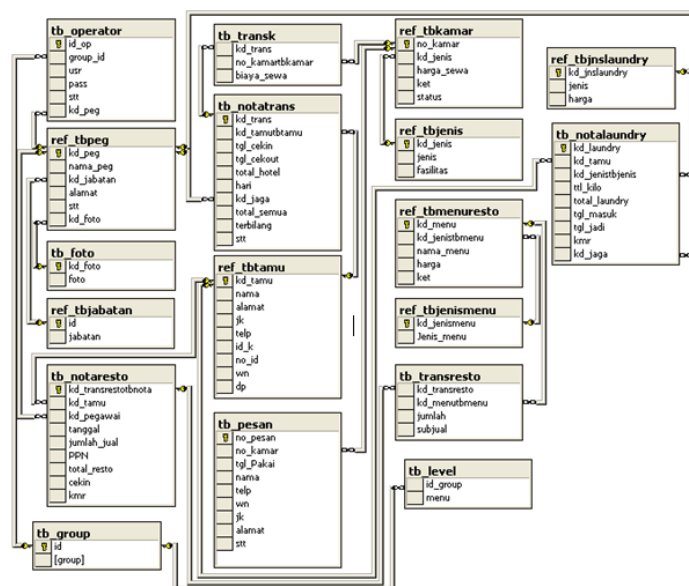 tb_operator
id_op
group_id
usr
pass
stt
kd_peg
ref_tbpeg
kd_peg
nama_peg
kd_jabatan
alamat
stt
kd_foto
tb_foto
kd_foto
foto
ref_tbjabatan
id
jabatan
tb_notaresto
kd_transrestotbnota
kd_tamu
kd_pegawai
tanggal
jumlah_jual
PPN
total_resto
cekin
kmr
tb_group
id
[group]
tb_transk
kd_trans
no_kamartbkamar
biaya_sewa
tb_notatrans
kd_trans
kd_tamutbtamu
tgl_cekin
tgl_cekout
total_hotel
hari
kd_jaga
total_semua
terbilang
stt
ref_tbtamu
kd_tamu
nama
alamat
jk
telp
id_k
no_id
wn
dp
tb_pesan
no_pesan
no_kamar
tgl_Pakai
nama
telp
wn
jk
alamat
stt
ref_tbkamar
no_kamar
kd_jenis
harga_sewa
ket
status
ref_tbjenis
kd_jenis
jenis
fasilitas
ref_tbmenuresto
kd_menu
kd_jenistbmenu
nama_menu
harga
ket
ref_tbjenismenu
kd_jenismenu
Jenis_menu
tb_transresto
kd_transresto
kd_menutbmenu
jumlah
subjual
tb_level
id_group
menu
ref_tbjnslaundry
kd_jnslaundry
jenis
harga
tb_notalaundry
kd_laundry
kd_tamu
kd_jenistbjenis
ttl_kilo
total_laundry
tgl_masuk
tgl_jadi
kmr
kd_jaga